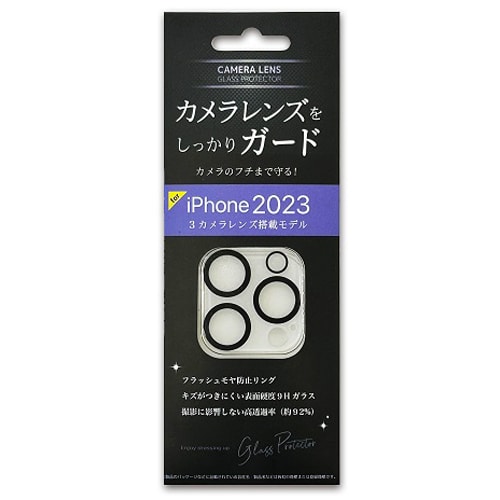 CAMERA LENS
GLASS PROTECTOR
カメラレンズを
しっかりガード
カメラのフチまで守る!
for
iPhone 2023
3カメラレンズ搭載モデル
フラッシュモヤ防止リング
キズがつきにくい表面硬度9Hガラス
撮影に影響しない高透過率(約92%)
Enjoy dressing up
Glass Protector